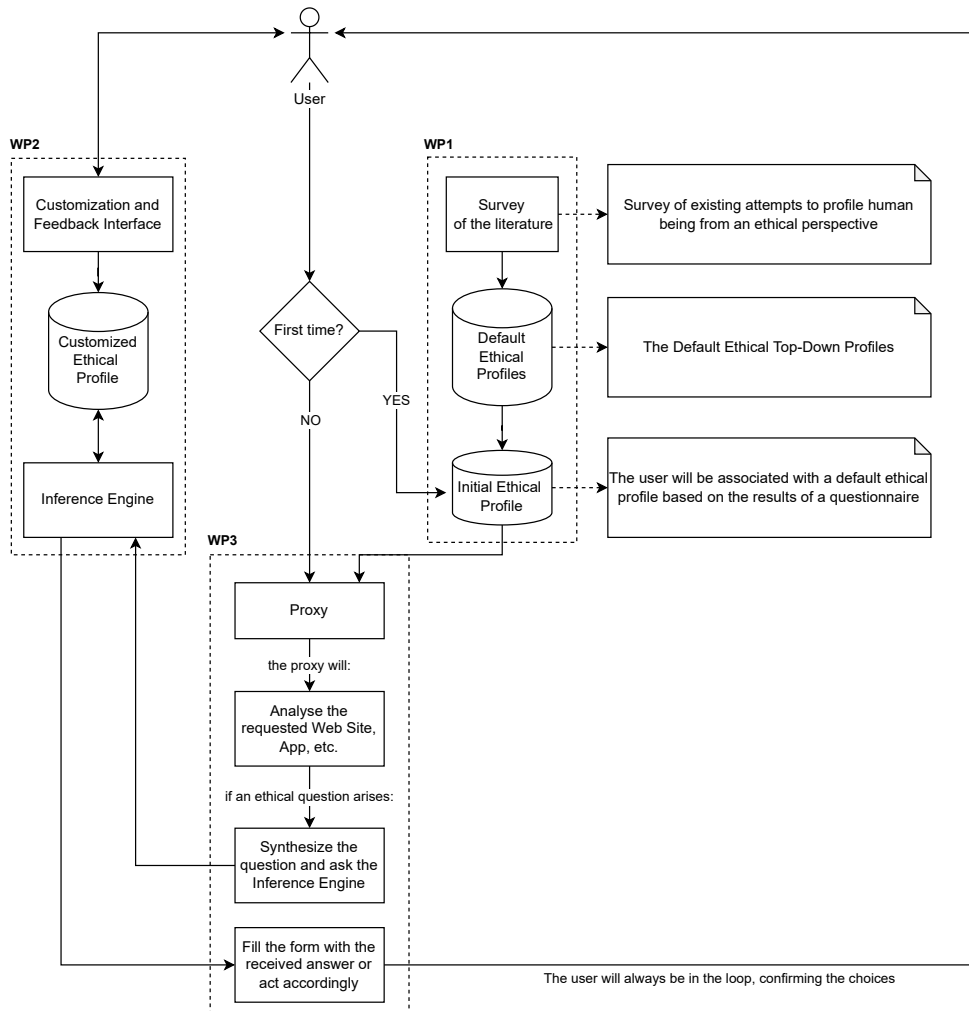 User
WP2
Customization and
Feedback Interface
Customized
Ethical
Profile
Inference Engine
First time?
YES
NO
WP1
Survey
of the literature
Default
Ethical
Profiles
Initial Ethical
Profile
Survey of existing attempts to profile human
being from an ethical perspective
The Default Ethical Top-Down Profiles
The user will be associated with a default ethical
profile based on the results of a questionnaire
WP3
Proxy
the proxy will:
Analyse the
requested Web Site,
App, etc.
if an ethical question arises:
Synthesize the
question and ask the
Inference Engine
Fill the form with the
received answer or
act accordingly
The user will always be in the loop, confirming the choices